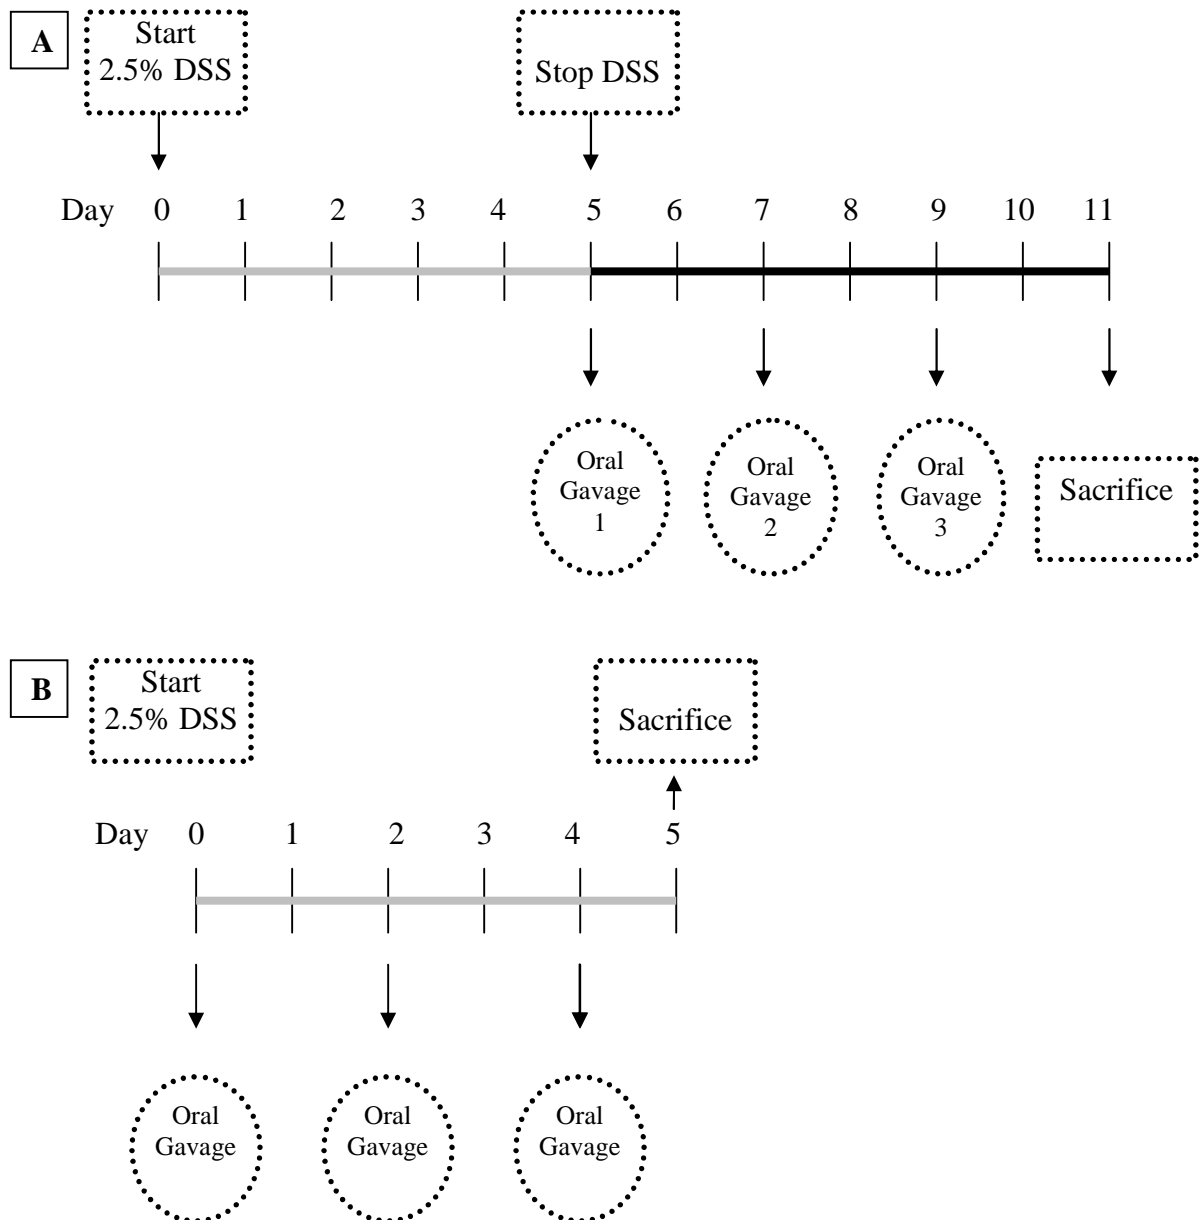 A
Start
2.5% DSS
Stop DSS
Day 0 1 2 3 4 5 6 7 8 9 10 11
Oral
Gavage
1
Oral
Gavage
2
Oral
Gavage
3
Sacrifice
B
Start
2.5% DSS
Sacrifice
Day 0 1 2 3 4 5
Oral
Gavage
Oral
Gavage
Oral
Gavage